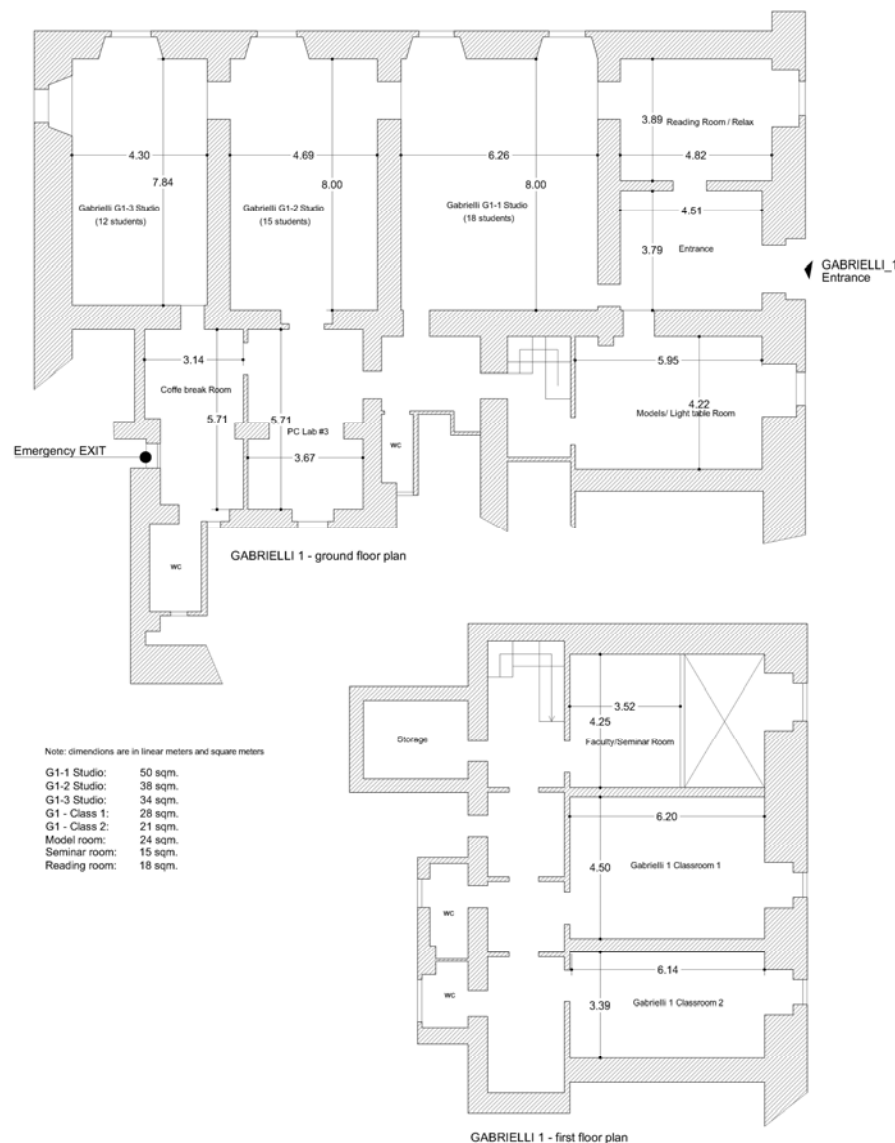 3.89
Reading Room / Relax
4.30
4.69
6.26
4.82
7.84
8.00
8.00
Gabrielli G1-3 Studio
(12 students)
Gabrielli G1-2 Studio
(15 students)
Gabrielli G1-1 Studio
(18 students)
4.51
3.79
Entrance
GABRIELLI_1
Entrance
3.14
Coffe break Room
5.95
5.71
5.71
4.22
Models/ Light table Room
PC Lab #3
WC
Emergency EXIT
3.67
WC
GABRIELLI 1 - ground floor plan
3.52
4.25
Storage
Faculty/Seminar Room
Note: dimendions are in linear meters and square meters
G1-1 Studio: 50 sqm.
G1-2 Studio: 38 sqm.
G1-3 Studio: 34 sqm.
G1 - Class 1: 28 sqm.
G1 - Class 2: 21 sqm.
Model room: 24 sqm.
Seminar room: 15 sqm.
Reading room: 18 sqm.
6.20
4.50
Gabrielli 1 Classroom 1
WC
6.14
WC
3.39
Gabrielli 1 Classroom 2
GABRIELLI 1 - first floor plan